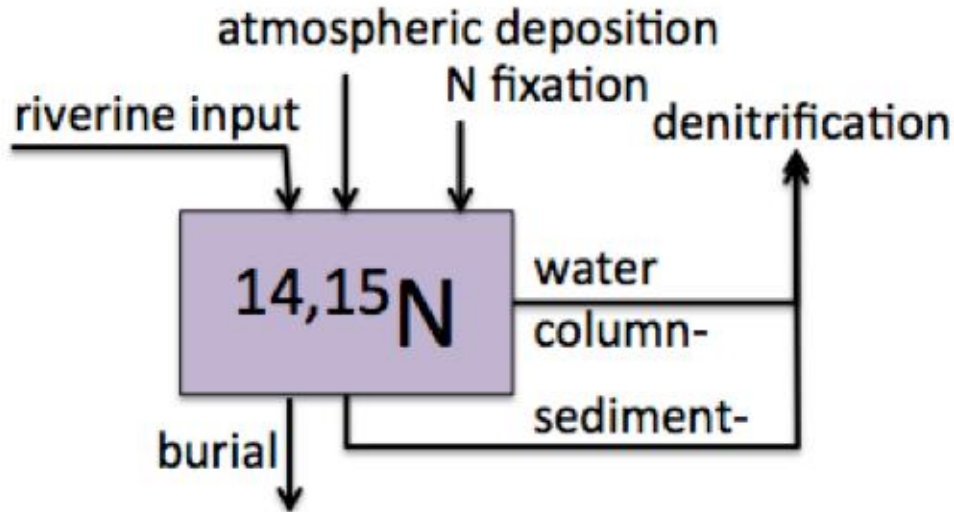 atmospheric deposition
N fixation
riverine input
denitrification
14,15N
water
column-
sediment-
burial